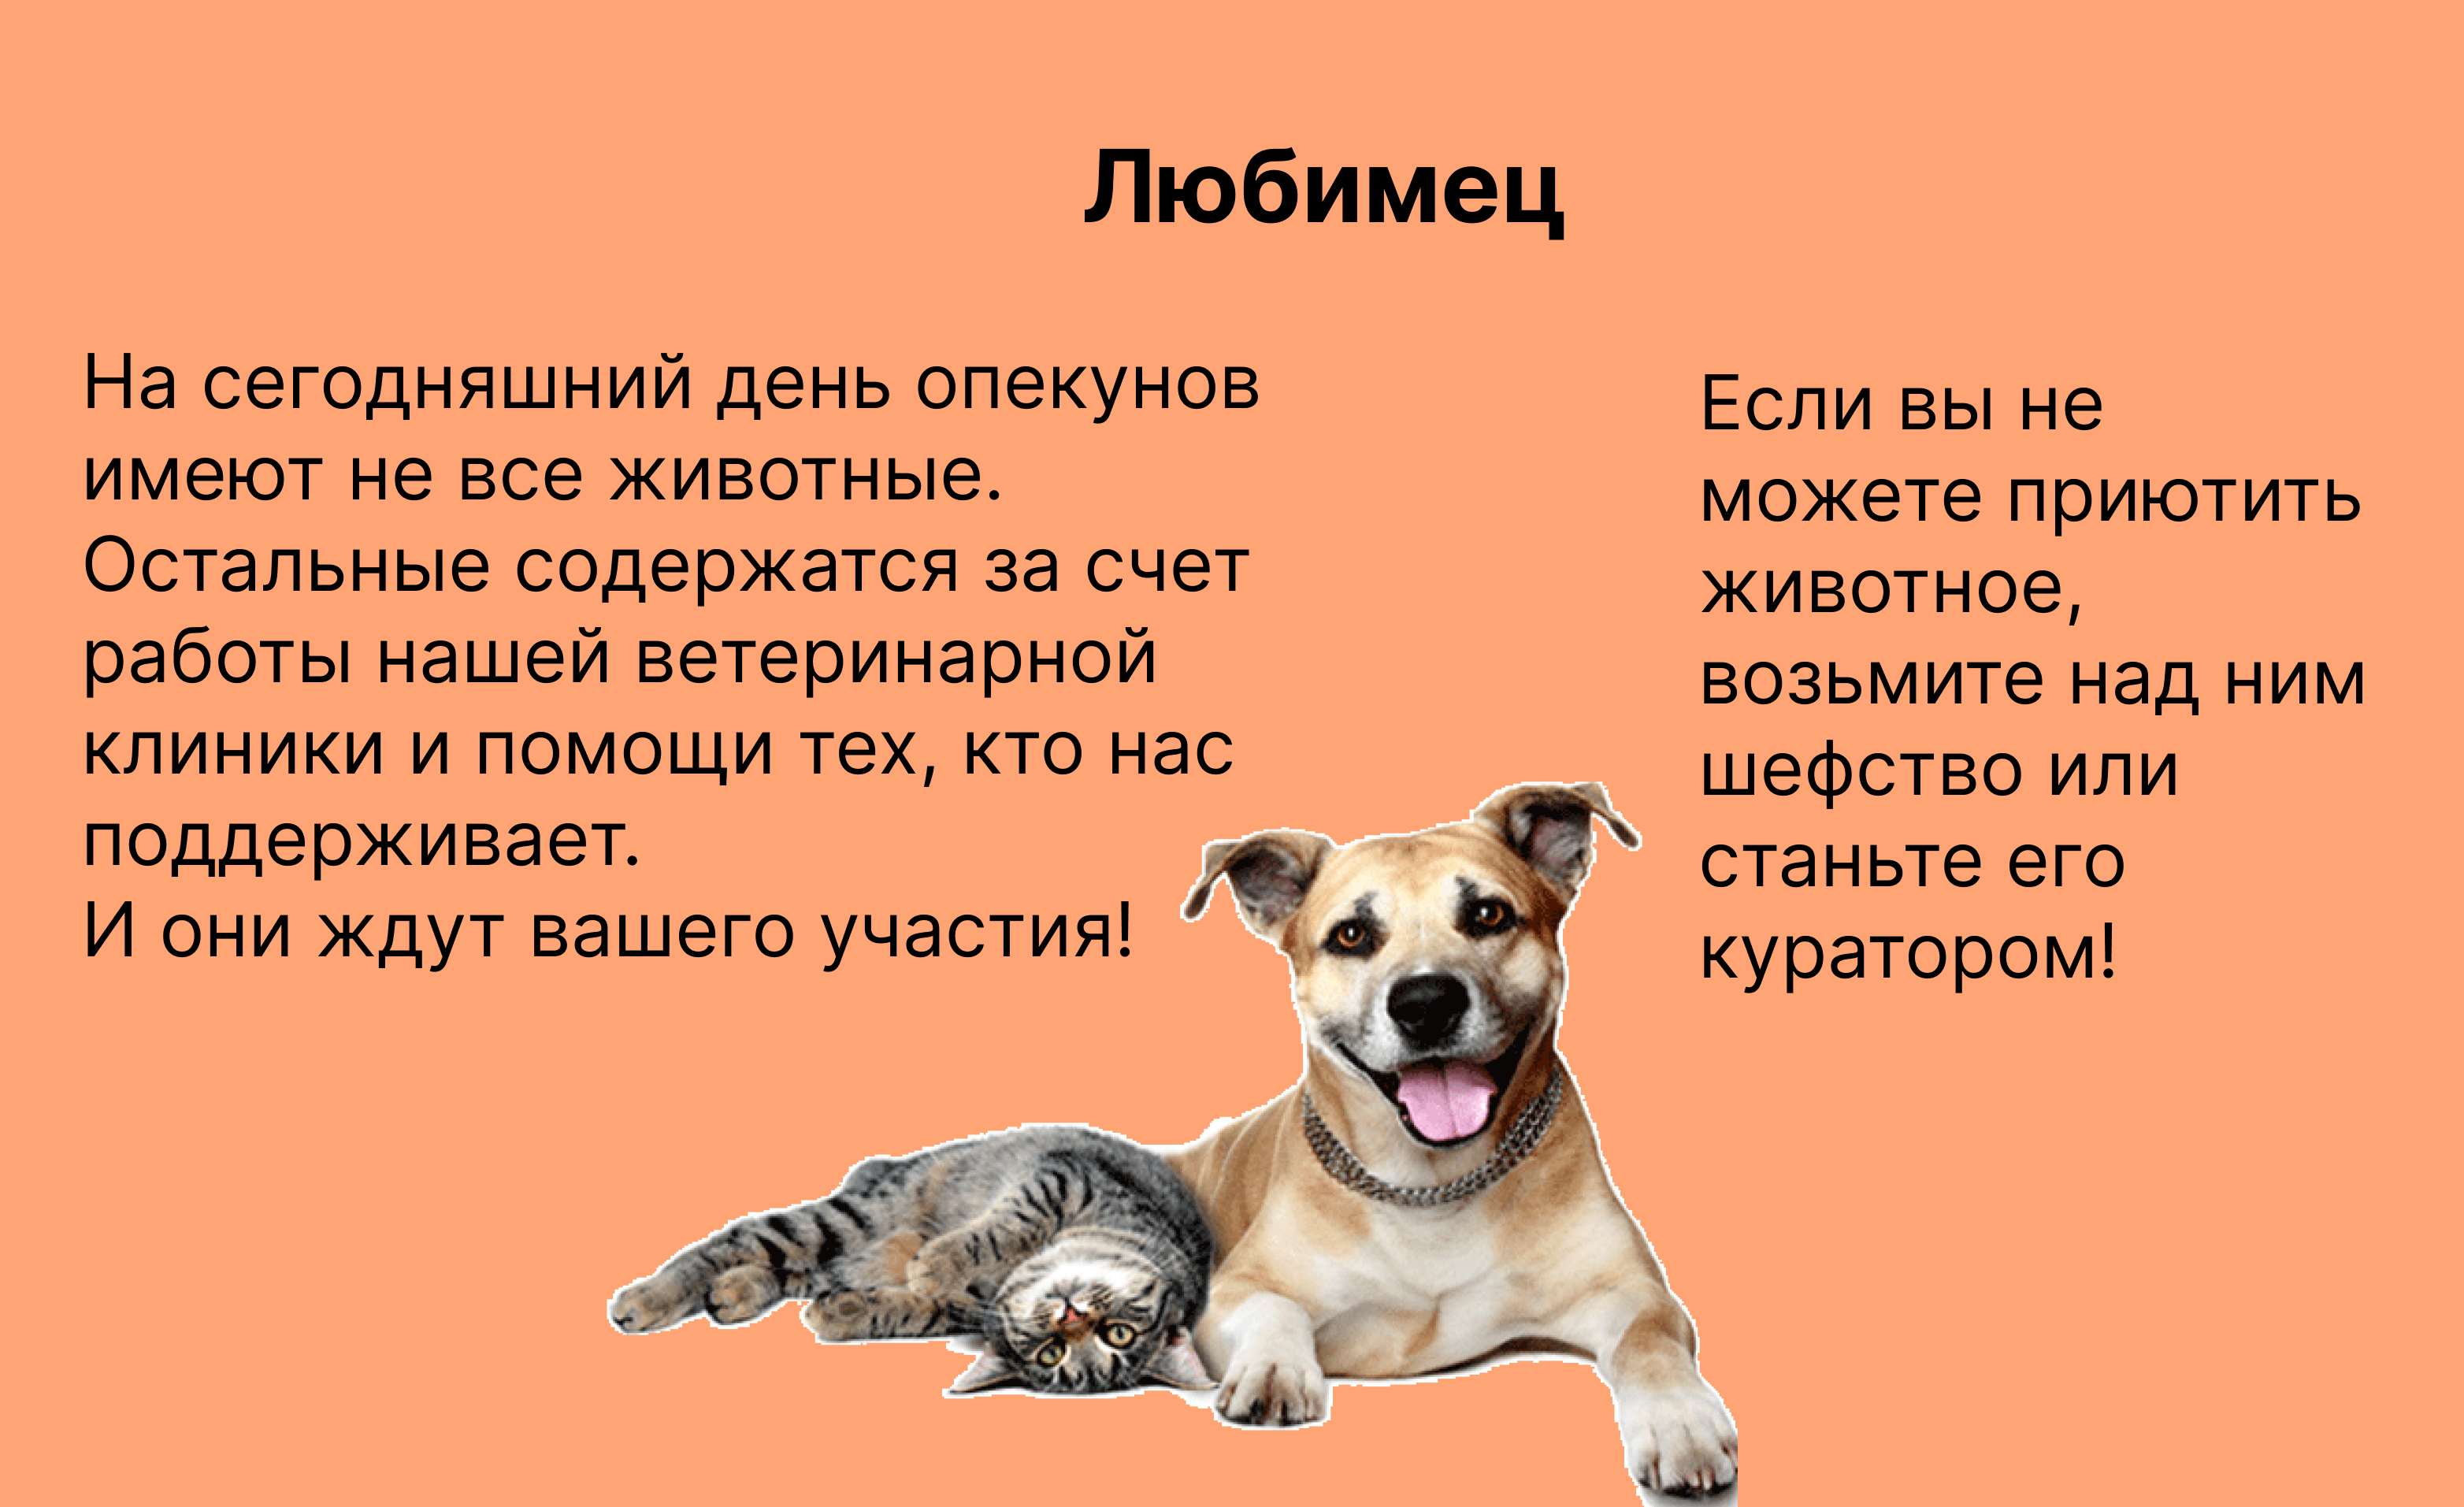 Любимец
На сегодняшний день опекунов
имеют не все животные.
Остальные содержатся за счет
работы нашей ветеринарной
клиники и помощи тех, кто нас
поддерживает.
И они ждут вашего участия!
Если вы не
можете приютить
животное,
возьмите над ним
шефство или
станьте его
куратором!